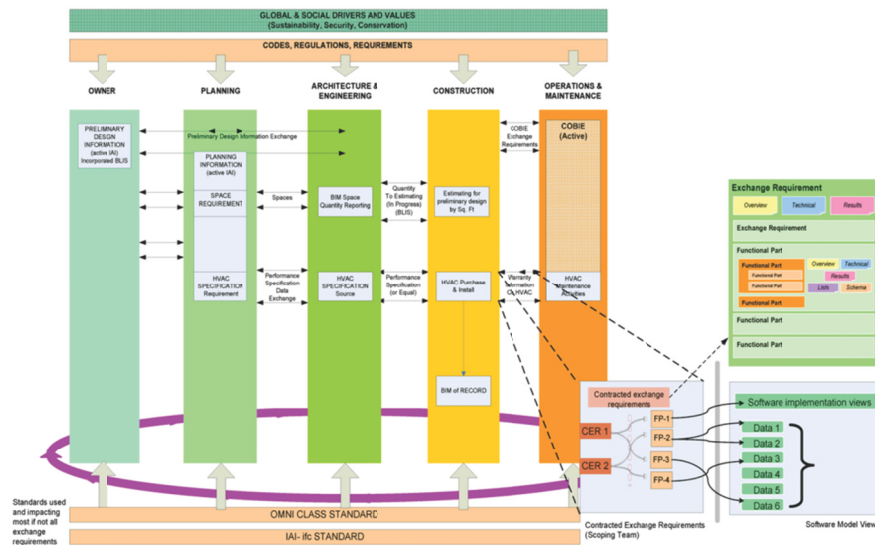 GLOBAL & SOCIAL DRIVERS AND VALUES
(Sustainability, Security, Consrvation)
CODES, REGULATIONS, REQUREMENTS
OWNER
PLANNING
ARCHITECTURE &
ENGINEERING
CONSTRUCTION
OPERATIONS &
MAINTENANCE
PRELIMNARY
DESIGN
INFORMATION
(active IAI)
Incorporated BLIS
Preliminary Design Information Exchange
PLANNING
INFORMATION
(active IAI)
SPACE
REQUIREMENT
Spaces
BIM Space
Quantity Reporting
Quantity
To Estimating
(In Progress)
(BLIS)
Estimating for
preliminary design
by Sq. Ft
COBIE
Exchange
Requirements
COBIE
(Active)
HVAC
SPECIFICATION
Requirement
Performance
Specification
Data
Exchange
HVAC
SPECIFICATION
Source
Performance
Specification
(or Equal)
HVAC Purchase
& Install
Warranty
Information
HVAC
HVAC
Maintenance
Activities
BIM of RECORD
Standards used
and impacting
most if not all
exchange
requirements
OMNI CLASS STANDARD
IAI- ifc STANDARD
Contracted exchange
requirements
CER 1
CER 2
FP-1
FP-2
FP-3
FP-4
Contracted Exchange Requirements
(Scoping Team)
Exchange Requirement
Overview
Technical
Results
Exchange Requirement
Functional Part
Functional Part
Functional Part
Functional Part
Functional Part
Overview
Technical
Results
Lists
Schema
Functional Part
Functional Part
Software implementation views
Data 1
Data 2
Data 3
Data 4
Data 5
Data 6
Software Model View